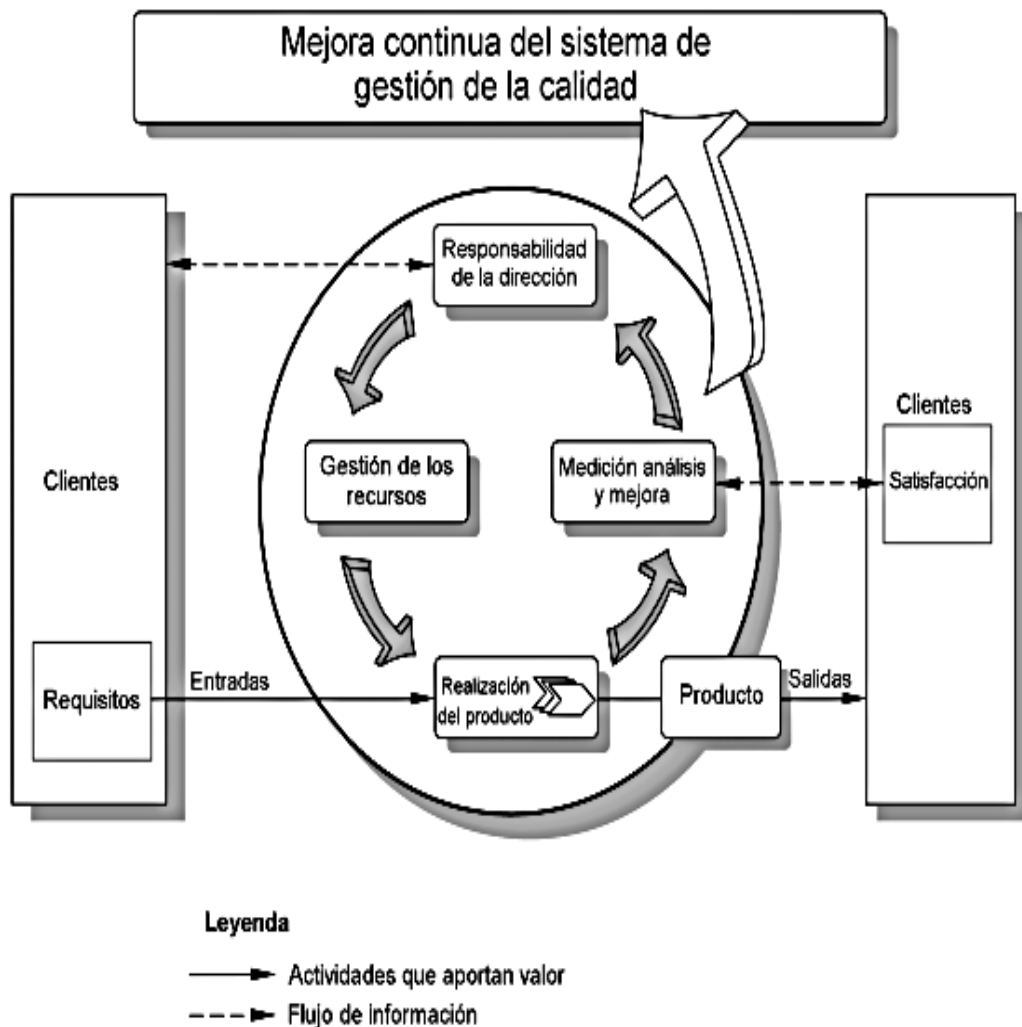 Mejora continua del sistema de
gestión de la calidad
Responsabilidad
de la dirección
Clientes
Gestión de los
recursos
Medición análisis
y mejora
Clientes
Satisfacción
Requisitos
Entradas
Realización
del producto
Producto
Salidas
Leyenda
Actividades que aportan valor
Flujo de información